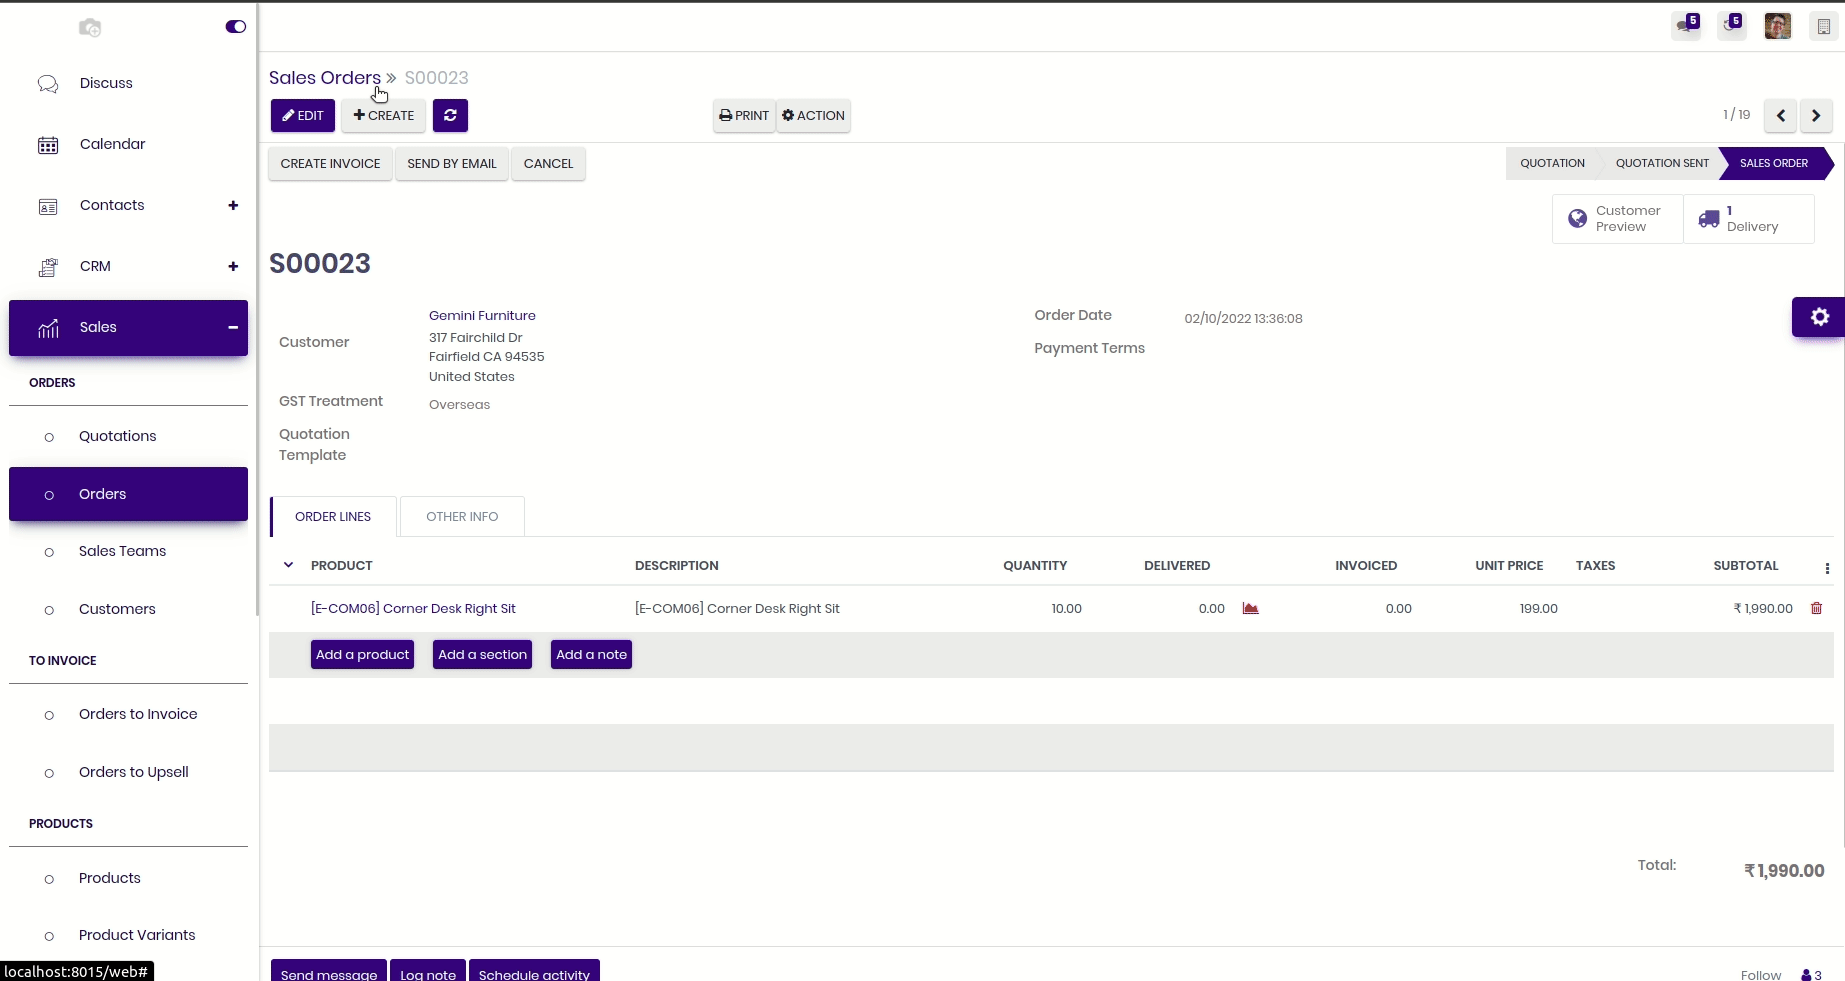 5
5
Discuss
Calendar
Contacts
CRM
Sales
ORDERS
Quotations
Orders
Sales Teams
Customers
TO INVOICE
Orders to Invoice
Orders to Upsell
PRODUCTS
Products
Product Variants
localhost:8015/web#
Sales Orders » S00023
EDIT
CREATE
PRINT
ACTION
1 / 19
CREATE INVOICE
SEND BY EMAIL
CANCEL
QUOTATION
QUOTATION SENT
SALES ORDER
Customer
Preview
1
Delivery
S00023
Customer
Gemini Furniture
317 Fairchild Dr
Fairfield CA 94535
United States
GST Treatment
Overseas
Quotation
Template
Order Date
02/10/2022 13:36:08
Payment Terms
ORDER LINES
OTHER INFO
PRODUCT DESCRIPTION QUANTITY DELIVERED INVOICED UNIT PRICE TAXES SUBTOTAL
[E-COM06] Corner Desk Right Sit [E-COM06] Corner Desk Right Sit 10.00 0.00 0.00 199.00 ₹ 1,990.00
Add a product
Add a section
Add a note
Total: ₹ 1,990.00
Send message
Log note
Schedule activity
Follow
3